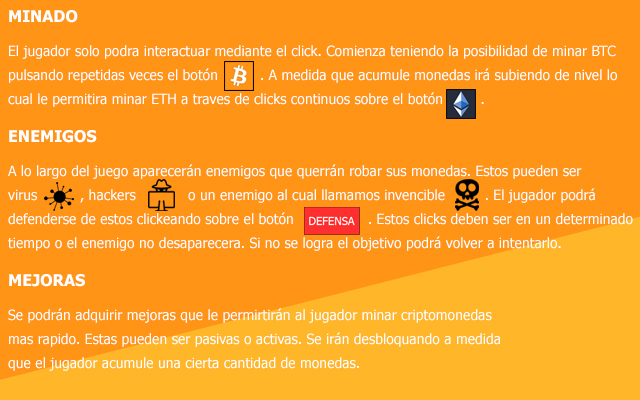 MINADO
El jugador solo podra interactuar mediante el click. Comienza teniendo la posibilidad de minar BTC
pulsando repetidas veces el botón . A medida que acumule monedas irá subiendo de nivel lo
cual le permitira minar ETH a traves de clicks continuos sobre el botón .
ENEMIGOS
A lo largo del juego aparecerán enemigos que querrán robar sus monedas. Estos pueden ser
virus , hackers o un enemigo al cual llamamos invencible . El jugador podrá
defenderse de estos clickeando sobre el botón DEFENSA . Estos clicks deben ser en un determinado
tiempo o el enemigo no desaparecera. Si no se logra el objetivo podrá volver a intentarlo.
MEJORAS
Se podrán adquirir mejoras que le permirtirán al jugador minar criptomonedas
mas rapido. Estas pueden ser pasivas o activas. Se irán desbloquando a medida
que el jugador acumule una cierta cantidad de monedas.